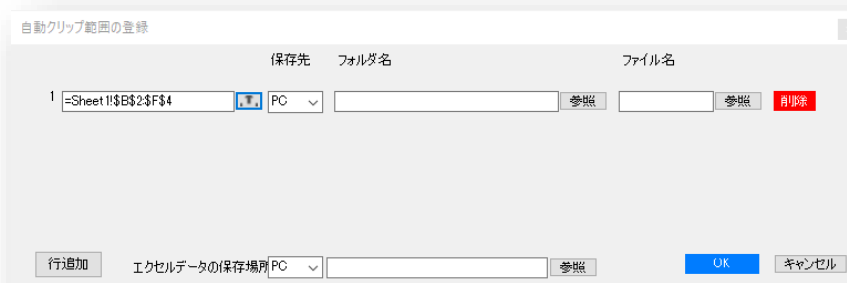 自動クリップ範囲の登録
保存先 フォルダ名 ファイル名
1 =Sheet1!$B$2:$F$4 PC 参照 参照 削除
行追加 エクセルデータの保存場所 PC 参照 OK キャンセル